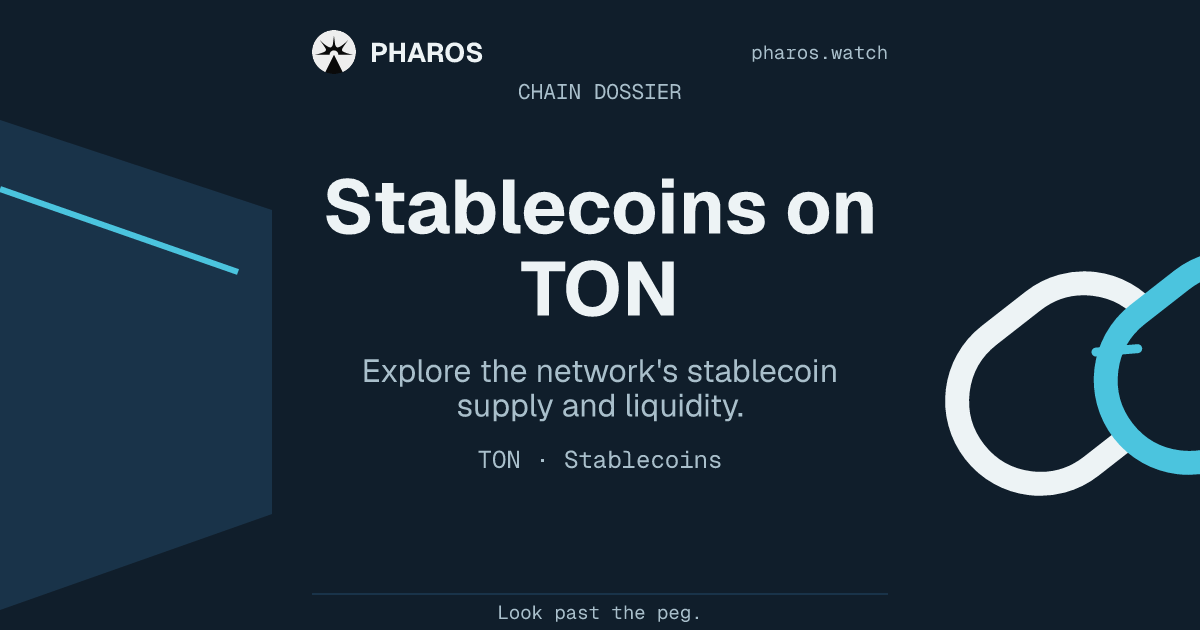 PHAROS
pharos.watch
CHAIN DOSSIER
Stablecoins on
TON
Explore the network's stablecoin
supply and liquidity.
TON · Stablecoins
Look past the peg.